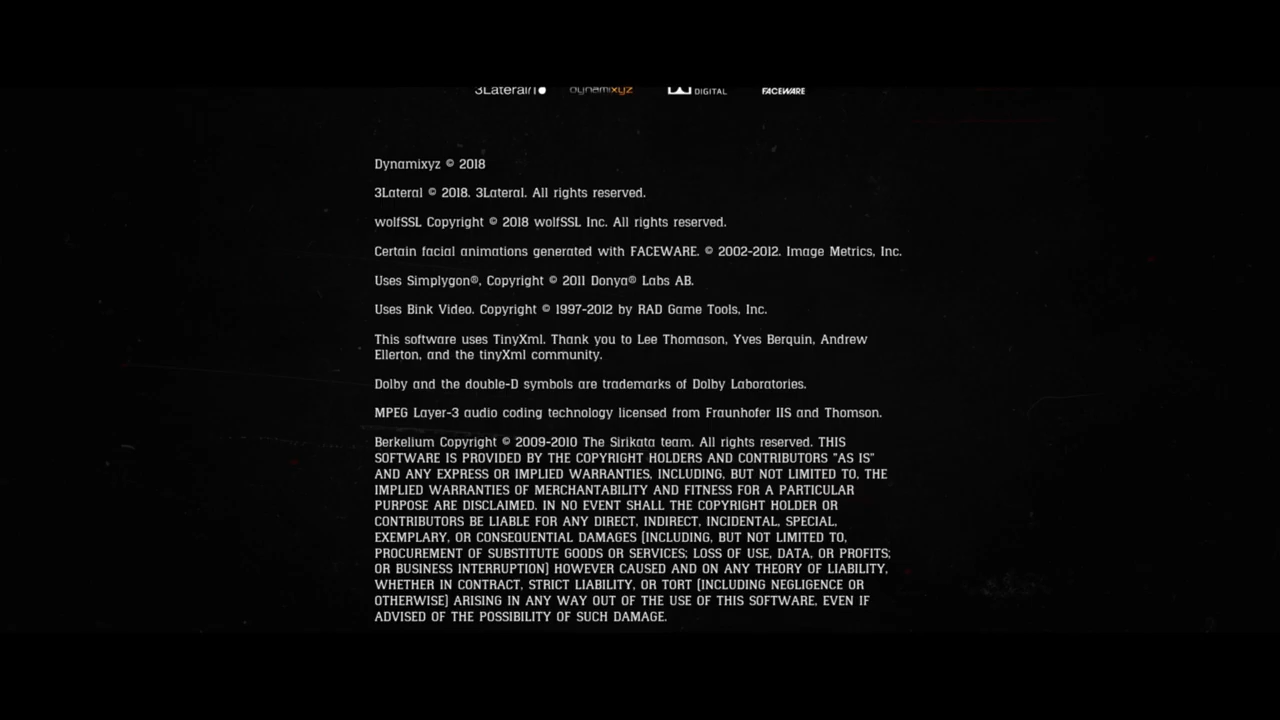 3Lateral dynamixyz DIGITAL FACEWARE
Dynamixyz © 2018
3Lateral © 2018. 3Lateral. All rights reserved.
wolfSSL Copyright © 2018 wolfSSL Inc. All rights reserved.
Certain facial animations generated with FACEWARE. © 2002-2012. Image Metrics, Inc.
Uses Simplygon®, Copyright © 2011 Donya® Labs AB.
Uses Bink Video. Copyright © 1997-2012 by RAD Game Tools, Inc.
This software uses TinyXml. Thank you to Lee Thomason, Yves Berquin, Andrew
Ellerton, and the tinyXml community.
Dolby and the double-D symbols are trademarks of Dolby Laboratories.
MPEG Layer-3 audio coding technology licensed from Fraunhofer IIS and Thomson.
Berkelium Copyright © 2009-2010 The Sirikata team. All rights reserved. THIS
SOFTWARE IS PROVIDED BY THE COPYRIGHT HOLDERS AND CONTRIBUTORS "AS IS"
AND ANY EXPRESS OR IMPLIED WARRANTIES, INCLUDING, BUT NOT LIMITED TO, THE
IMPLIED WARRANTIES OF MERCHANTABILITY AND FITNESS FOR A PARTICULAR
PURPOSE ARE DISCLAIMED. IN NO EVENT SHALL THE COPYRIGHT HOLDER OR
CONTRIBUTORS BE LIABLE FOR ANY DIRECT, INDIRECT, INCIDENTAL, SPECIAL,
EXEMPLARY, OR CONSEQUENTIAL DAMAGES (INCLUDING, BUT NOT LIMITED TO,
PROCUREMENT OF SUBSTITUTE GOODS OR SERVICES; LOSS OF USE, DATA, OR PROFITS;
OR BUSINESS INTERRUPTION) HOWEVER CAUSED AND ON ANY THEORY OF LIABILITY,
WHETHER IN CONTRACT, STRICT LIABILITY, OR TORT (INCLUDING NEGLIGENCE OR
OTHERWISE) ARISING IN ANY WAY OUT OF THE USE OF THIS SOFTWARE, EVEN IF
ADVISED OF THE POSSIBILITY OF SUCH DAMAGE.